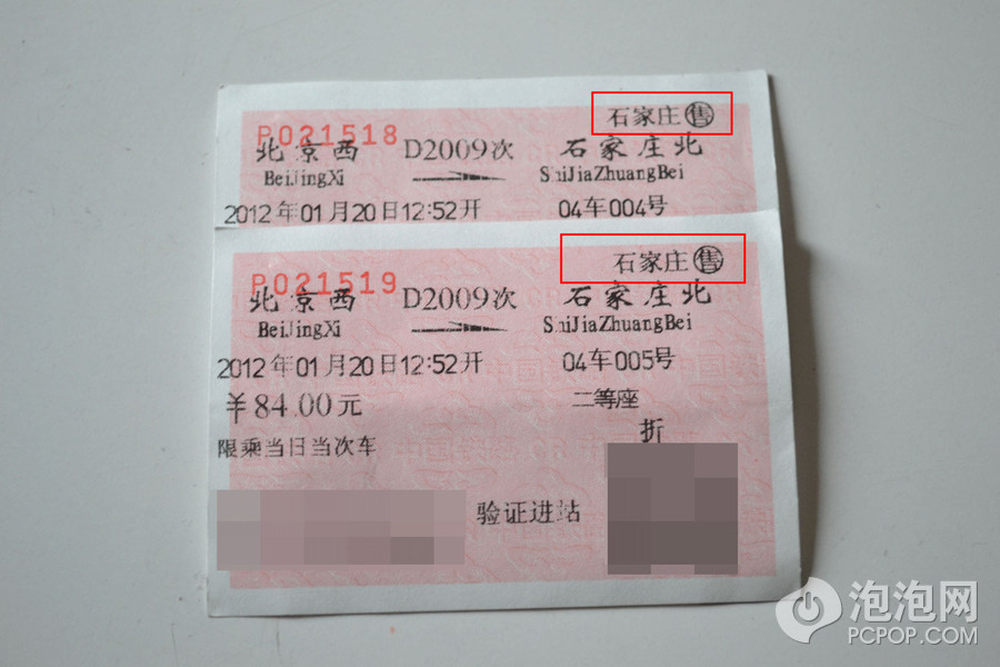 石家庄售
P021518
北京西 D2009次 石家庄北
BeiJingXi ShiJiaZhuangBei
2012年01月20日12:52开 04车004号
石家庄售
P021519
北京西 D2009次 石家庄北
BeiJingXi ShiJiaZhuangBei
2012年01月20日12:52开 04车005号
¥84.00元 二等座
折
限乘当日当次车
验证进站
泡泡网
PCPOP.COM